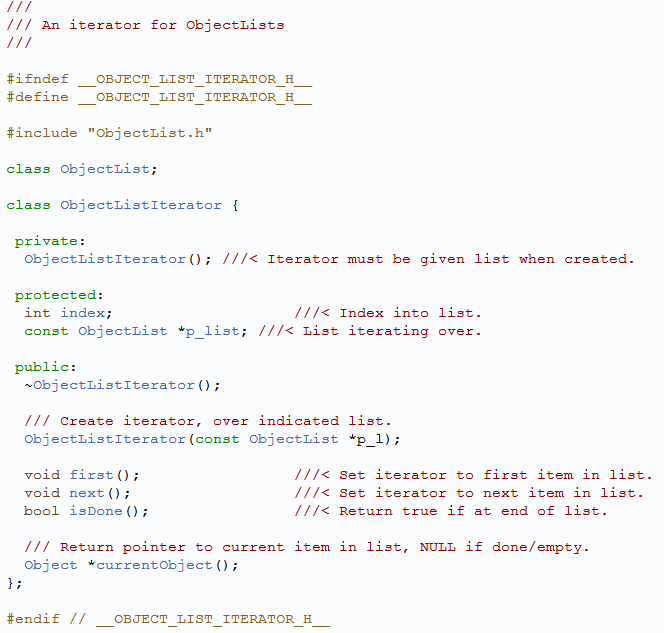 ///
/// An iterator for ObjectLists
///
#ifndef __OBJECT_LIST_ITERATOR_H__
#define __OBJECT_LIST_ITERATOR_H__
#include "ObjectList.h"
class ObjectList;
class ObjectListIterator {
private:
ObjectListIterator(); ///< Iterator must be given list when created.
protected:
int index; ///< Index into list.
const ObjectList *p_list; ///< List iterating over.
public:
~ObjectListIterator();
/// Create iterator, over indicated list.
ObjectListIterator(const ObjectList *p_l);
void first(); ///< Set iterator to first item in list.
void next(); ///< Set iterator to next item in list.
bool isDone(); ///< Return true if at end of list.
/// Return pointer to current item in list, NULL if done/empty.
Object *currentObject();
};
#endif // __OBJECT_LIST_ITERATOR_H__